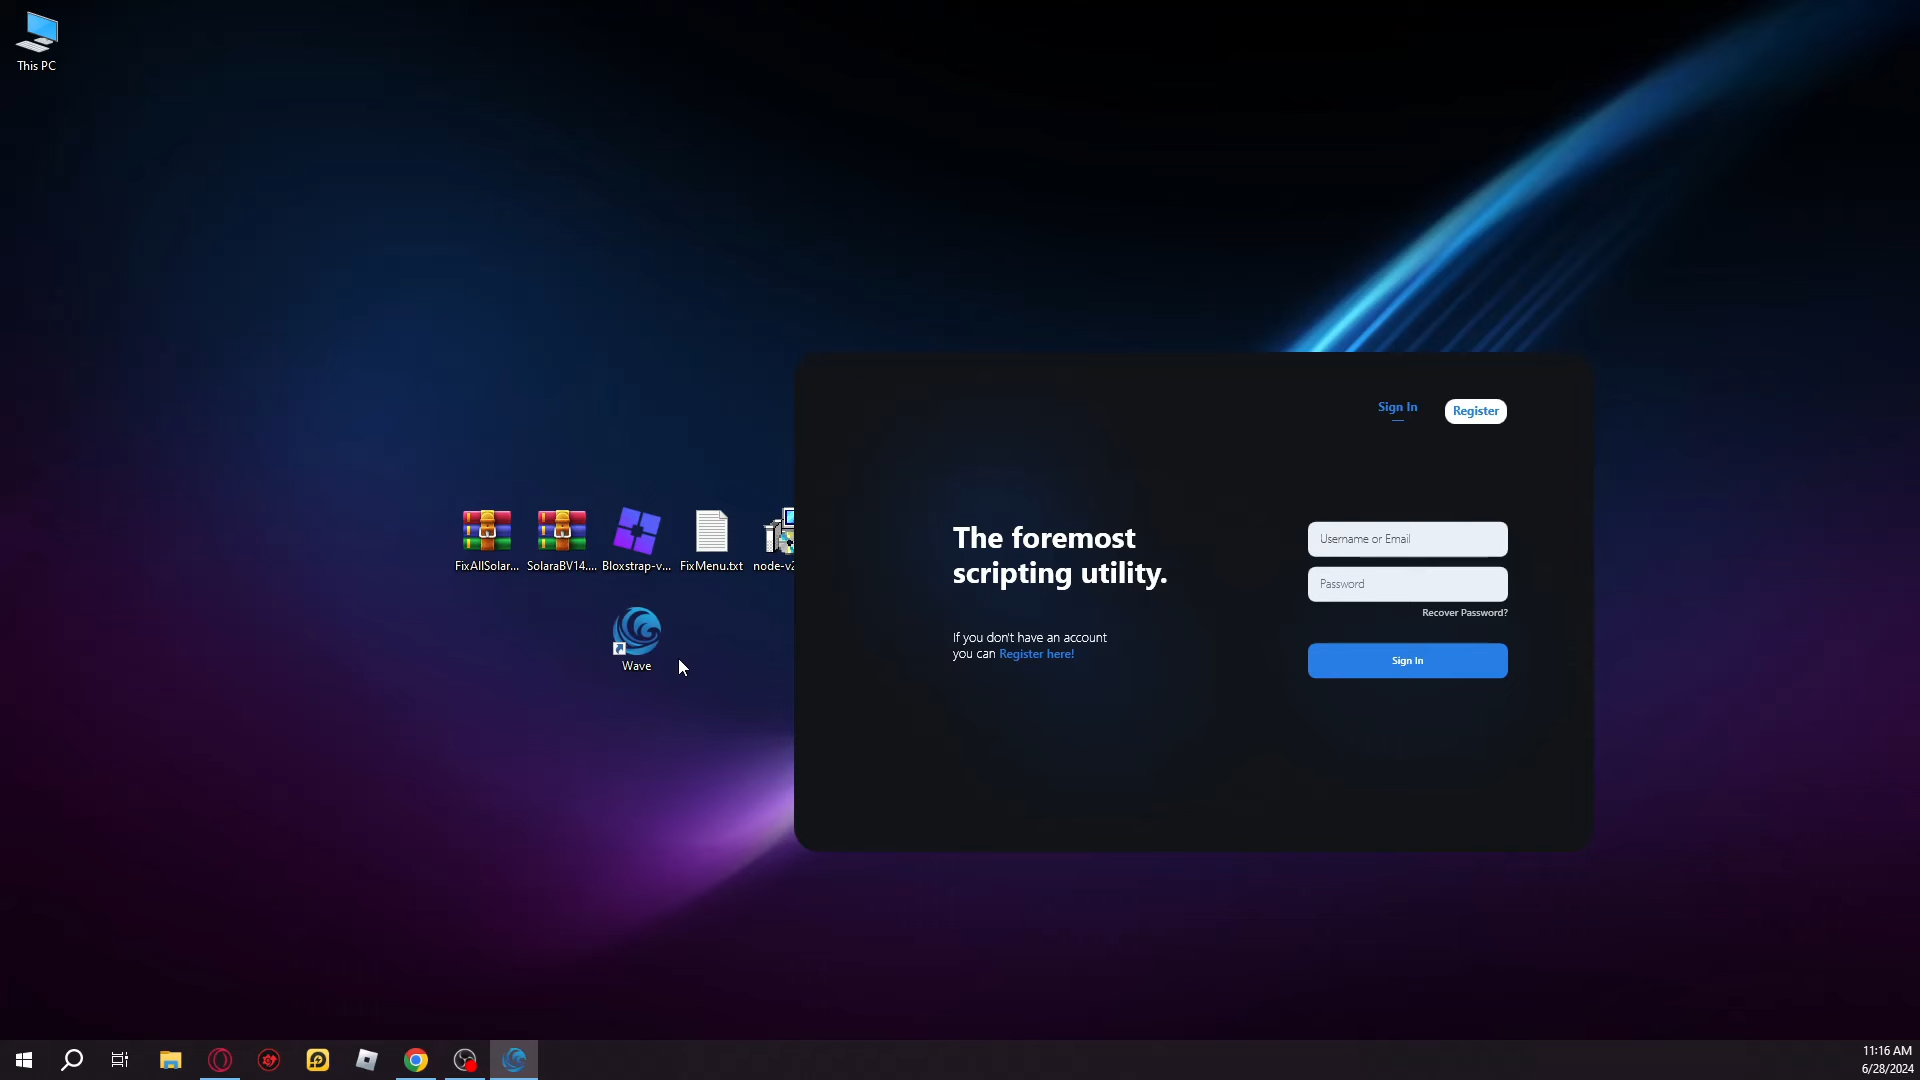 This PC
Sign In
Register
FixAllSolar...
SolaraBV14....
Bloxstrap-v...
FixMenu.txt
node-v2
The foremost
scripting utility.
Username or Email
Password
Recover Password?
Wave
If you don't have an account
you can Register here!
Sign In
11:16 AM
6/28/2024